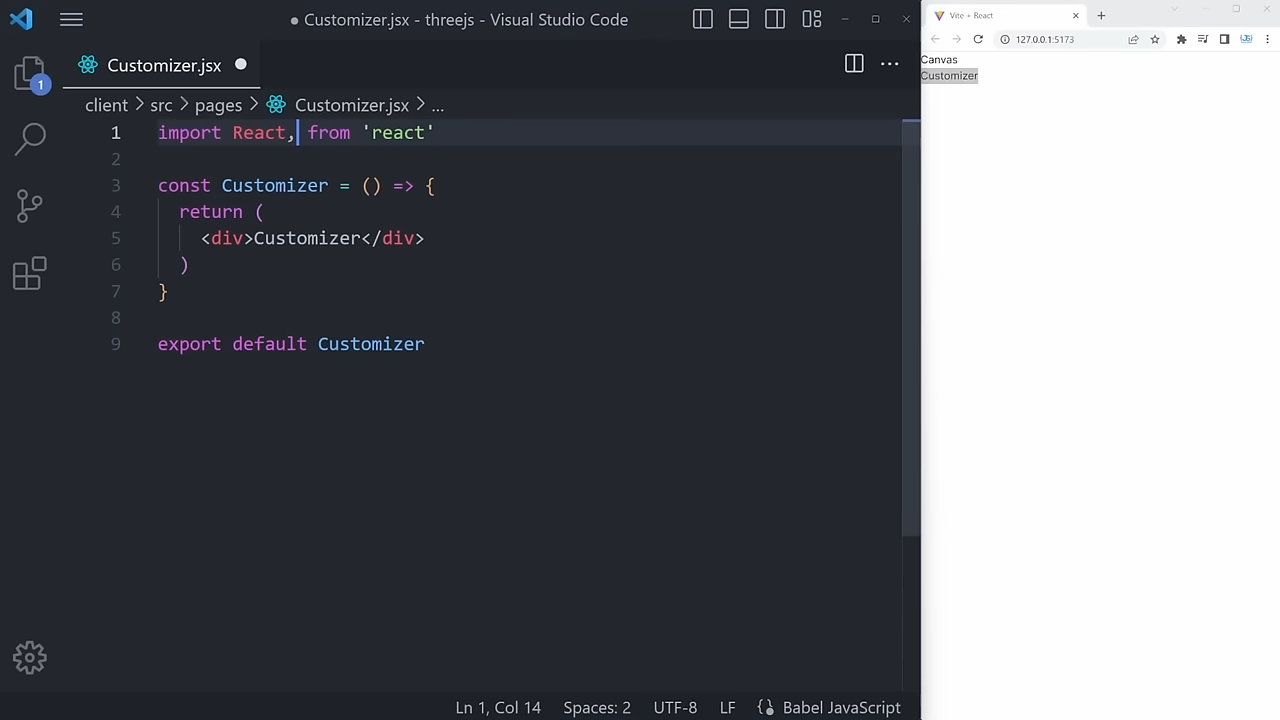 ● Customizer.jsx - threejs - Visual Studio Code
Customizer.jsx
1
client > src > pages > Customizer.jsx > ...
1 import React, from 'react'
2
3 const Customizer = () => {
4 return (
5 <div>Customizer</div>
6 )
7 }
8
9 export default Customizer
Ln 1, Col 14 Spaces: 2 UTF-8 LF Babel JavaScript
Vite + React
127.0.0.1:5173
Canvas
Customizer